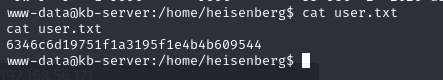 www-data@kb-server:/home/heisenberg$ cat user.txt
cat user.txt
6346c6d19751f1a3195f1e4b4b609544
www-data@kb-server:/home/heisenberg$